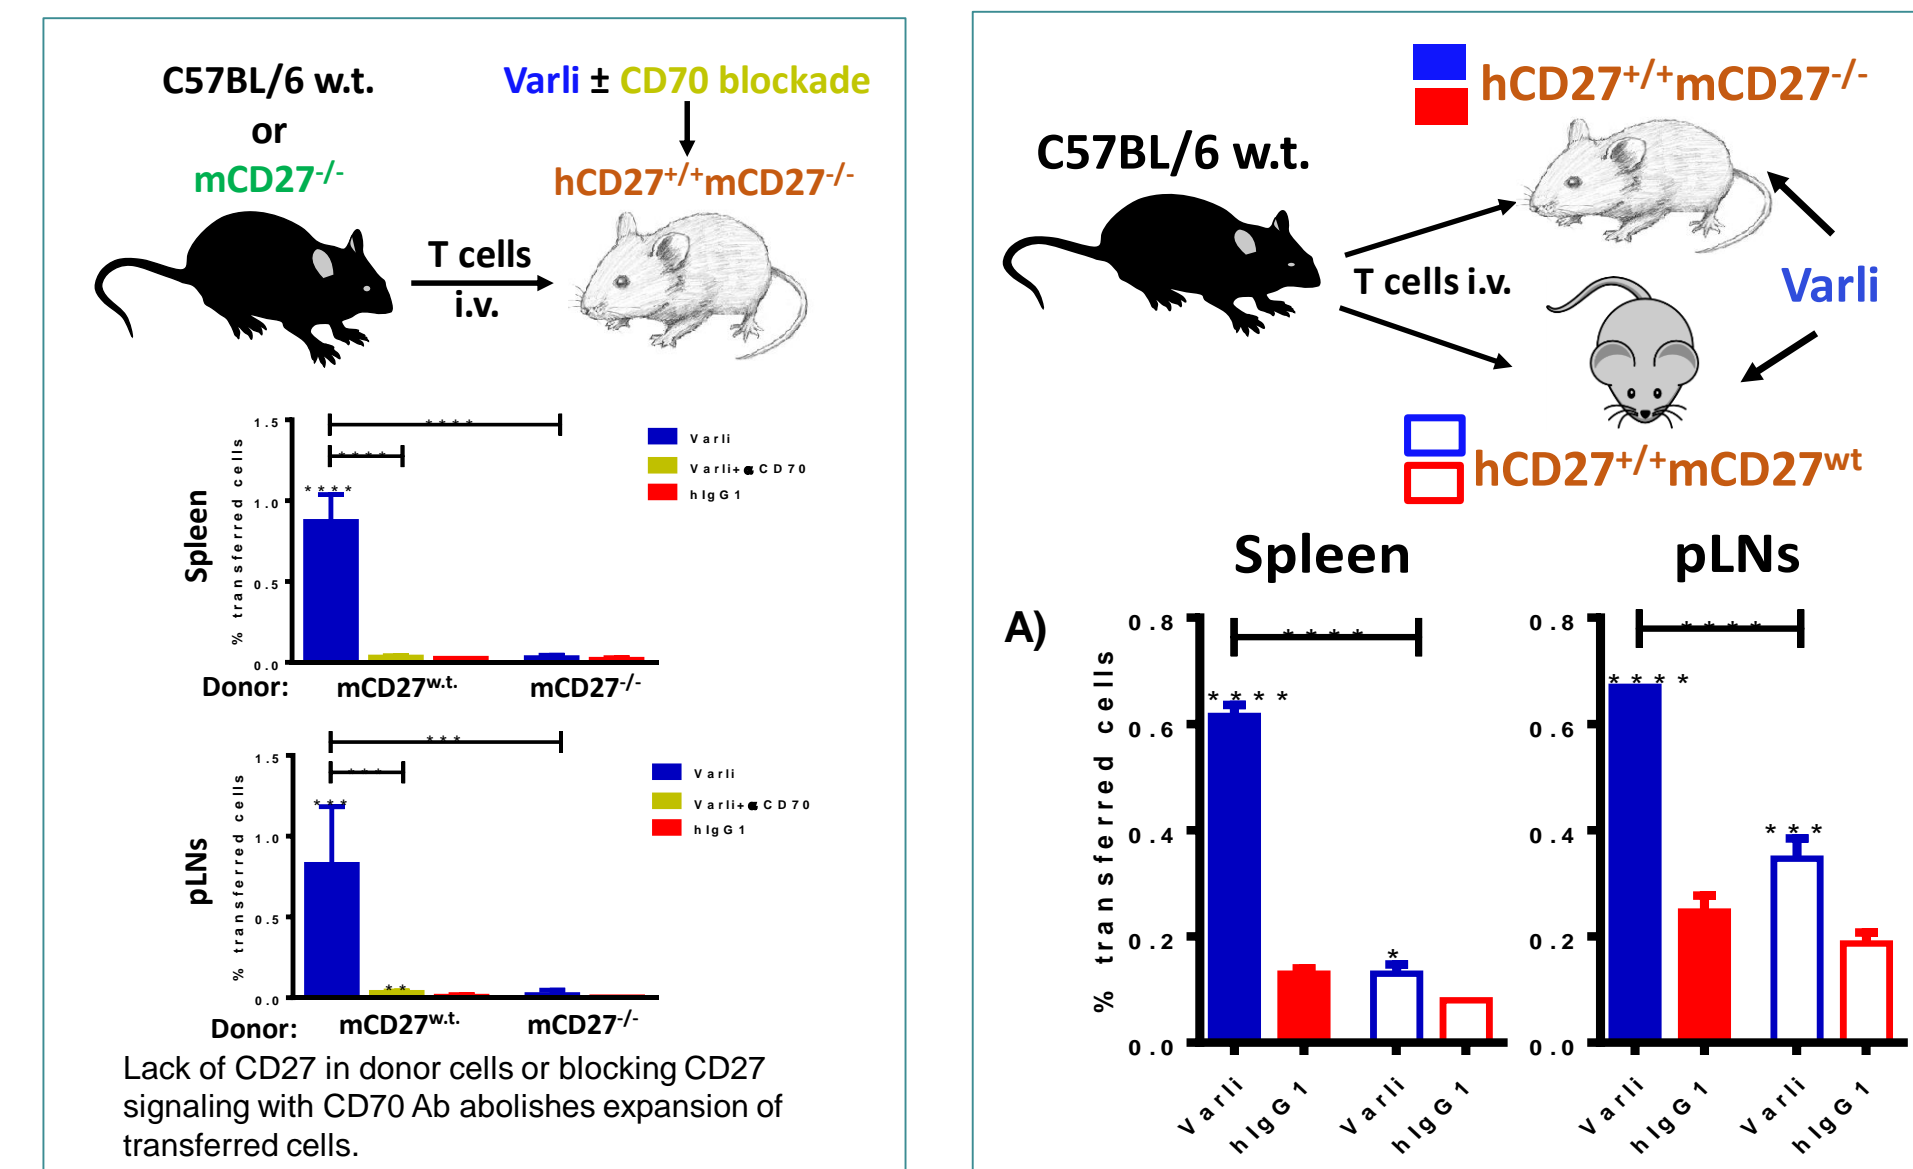 C57BL/6 w.t.
or
mCD27-/-
Varli ± CD70 blockade
hCD27+/+mCD27-/-
T cells
i.v.
Spleen
% transferred cells
1.5
1.0
0.5
0.0
****
****
****
Varli
Varli+αCD70
hIgG1
Donor: mCD27w.t. mCD27-/-
pLNs
% transferred cells
1.5
1.0
0.5
0.0
***
***
***
**
Varli
Varli+αCD70
hIgG1
Donor: mCD27w.t. mCD27-/-
Lack of CD27 in donor cells or blocking CD27
signaling with CD70 Ab abolishes expansion of
transferred cells.
hCD27+/+mCD27-/-
C57BL/6 w.t.
T cells i.v.
Varli
hCD27+/+mCD27wt
A)
Spleen
% transferred cells
0.8
0.6
0.4
0.2
0.0
****
****
*
Varli hIgG1 Varli hIgG1
pLNs
0.8
0.6
0.4
0.2
0.0
****
****
***
Varli hIgG1 Varli hIgG1